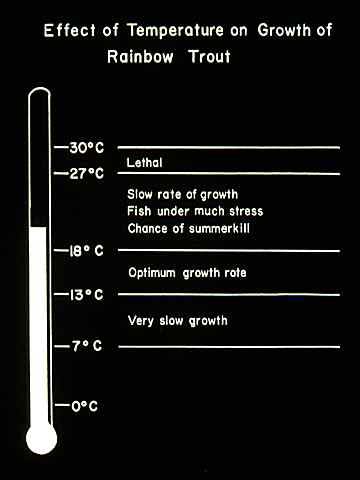 Effect of Temperature on Growth of
Rainbow Trout
30°C
Lethal
27°C
Slow rate of growth
Fish under much stress
Chance of summerkill
18°C
Optimum growth rate
13°C
Very slow growth
7°C
0°C